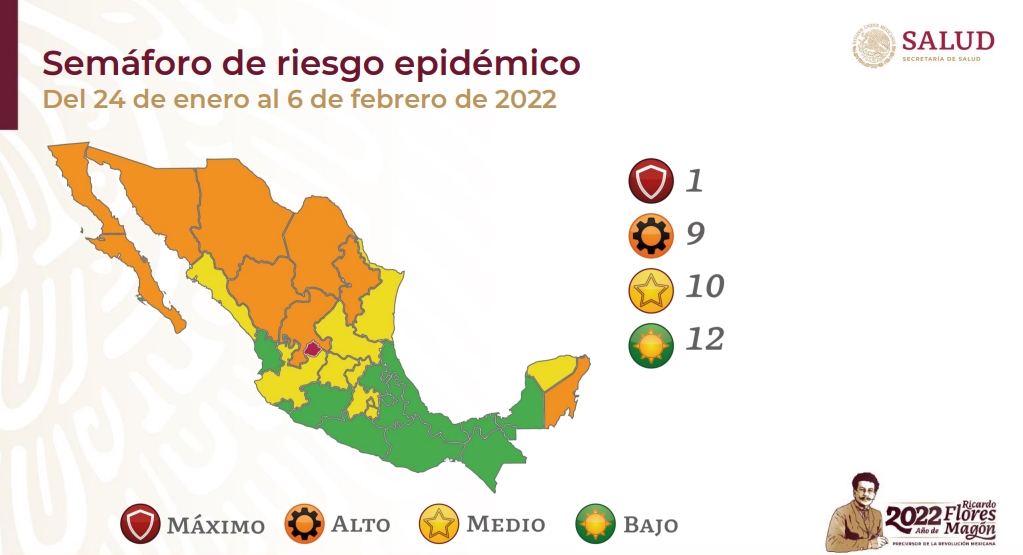 Semáforo de riesgo epidémico
Del 24 de enero al 6 de febrero de 2022
SALUD
SECRETARÍA DE SALUD
1
9
10
12
MÁXIMO
ALTO
MEDIO
BAJO
2022 Ricardo
Flores
Año de Magón
PRECURSOR DE LA REVOLUCIÓN MEXICANA